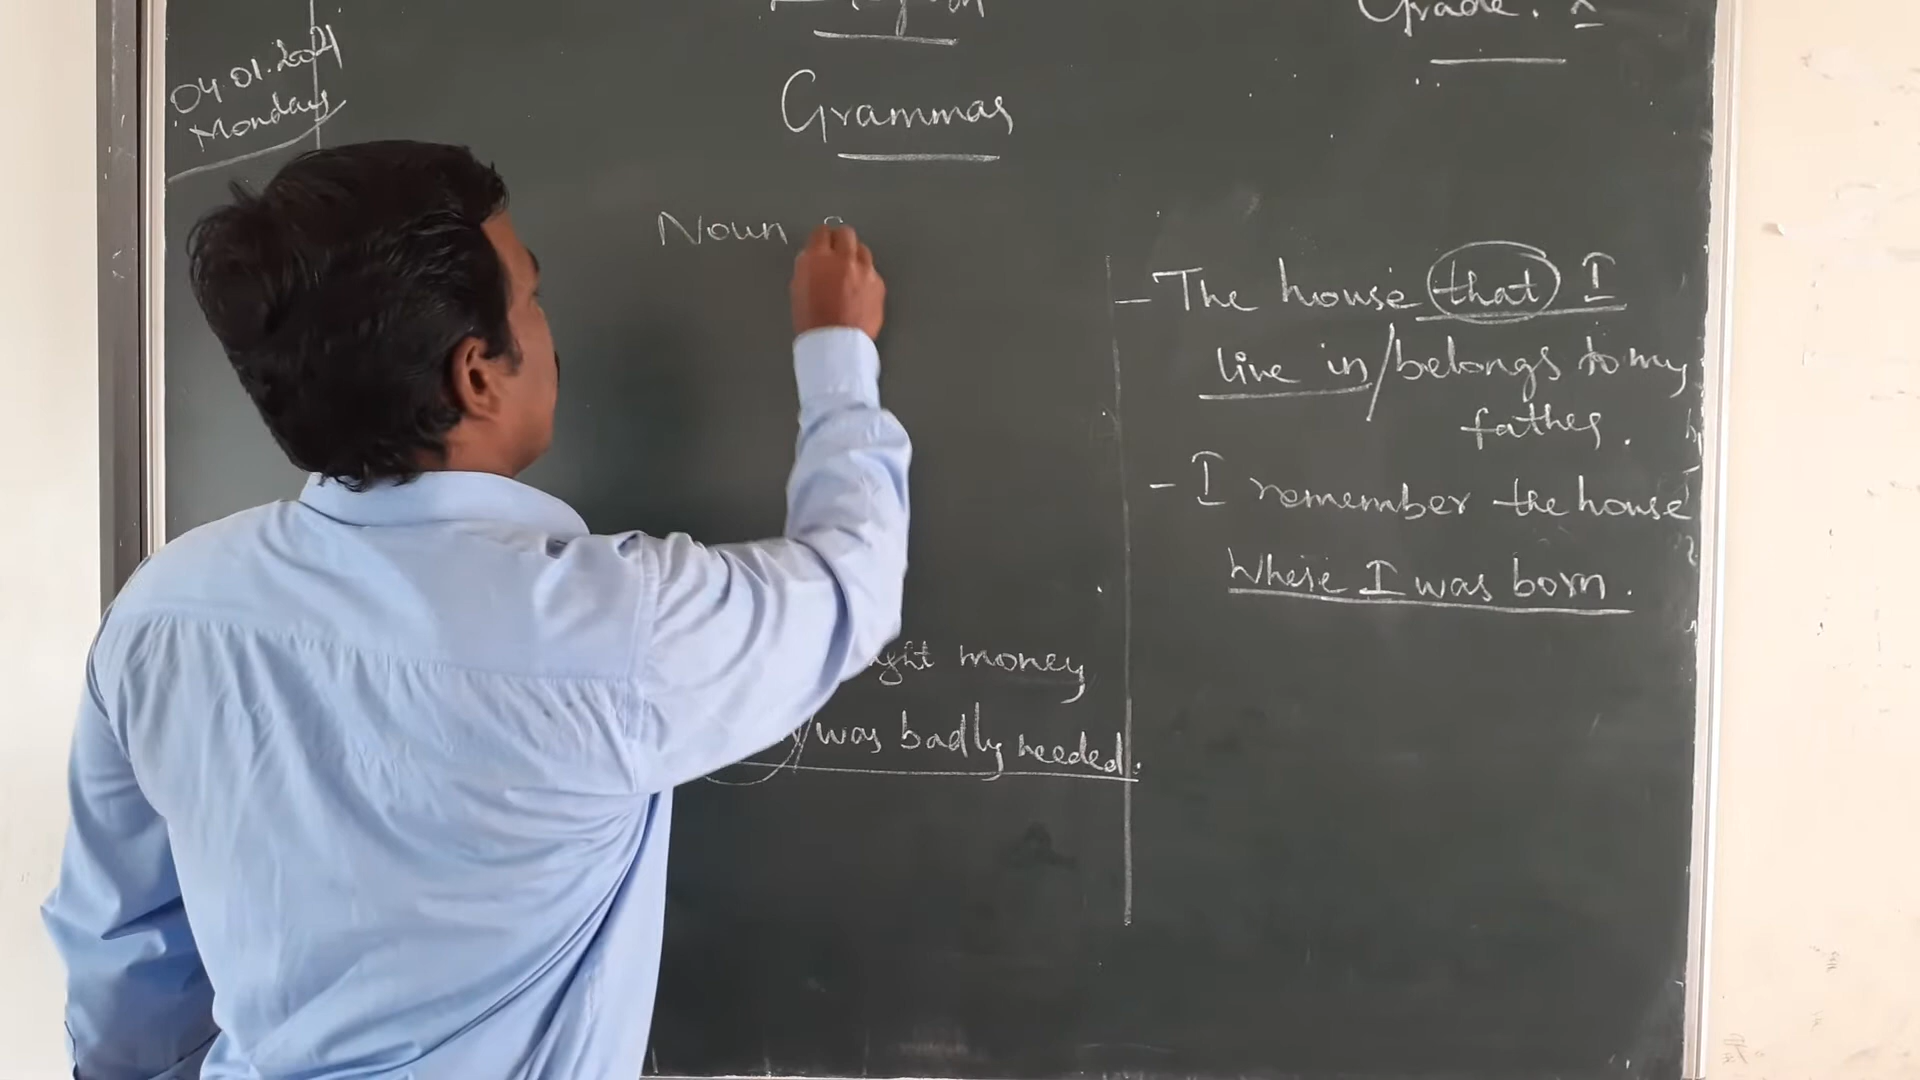 04.01.2021
Monday
Grade: X
Grammar
Noun
- The house that I
live in/belongs to my
father.
- I remember the house
Where I was born.
money
was badly needed.